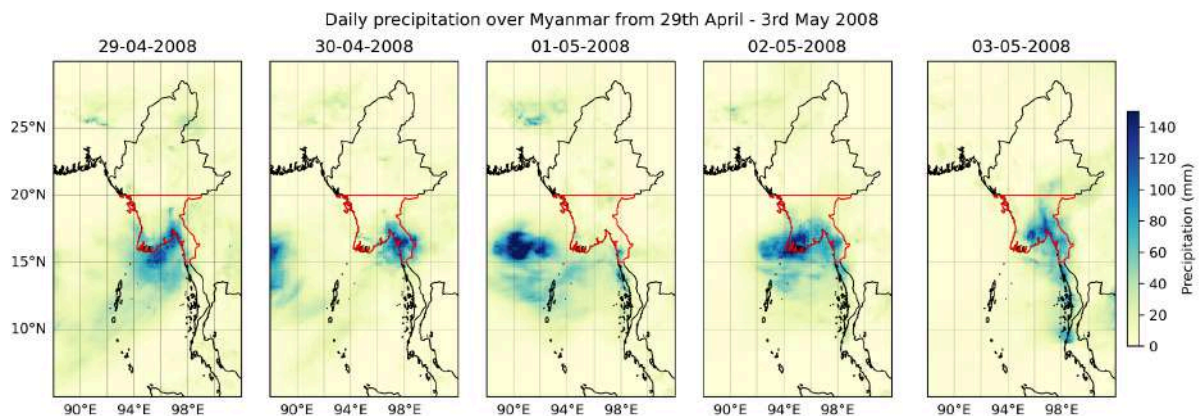 Daily precipitation over Myanmar from 29th April - 3rd May 2008
29-04-2008 30-04-2008 01-05-2008 02-05-2008 03-05-2008
25°N
20°N
15°N
10°N
90°E 94°E 98°E 90°E 94°E 98°E 90°E 94°E 98°E 90°E 94°E 98°E 90°E 94°E 98°E
140
120
100
80
60
40
20
0
Precipitation (mm)